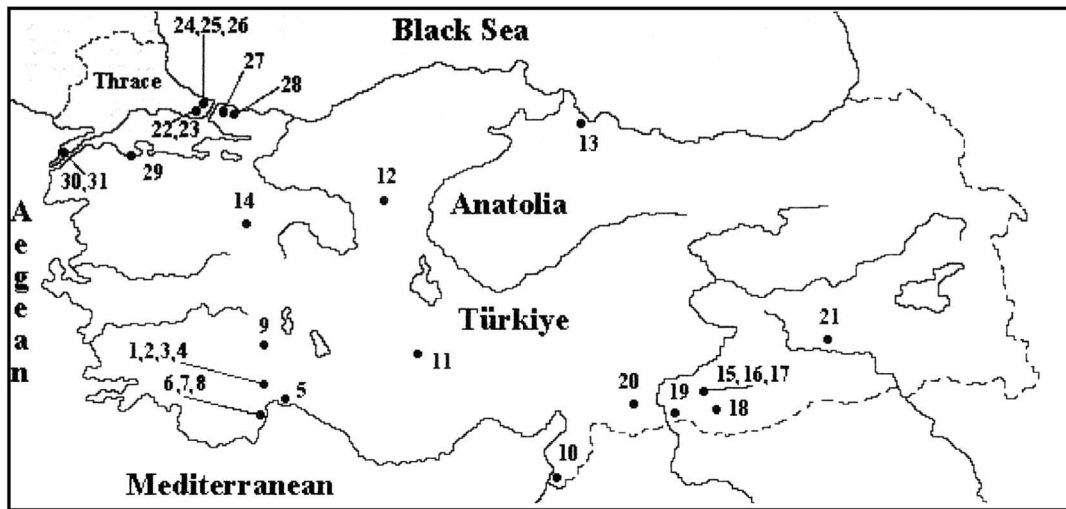 24,25,26
Black Sea
27
Thrace
28
22,23
13
29
30,31
12
14
Anatolia
Aegean
Türkiye
9
21
1,2,3,4
11
15, 16, 17
6,7,8
5
20
19
18
10
Mediterranean